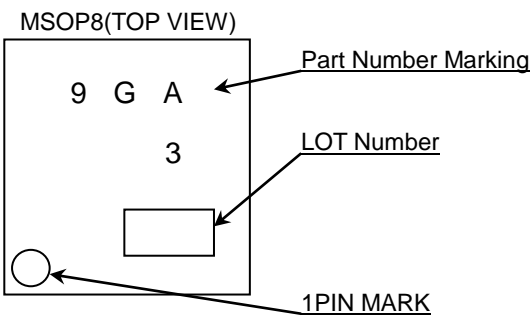 MSOP8(TOP VIEW)
Part Number Marking
9 G A
3
LOT Number
1PIN MARK